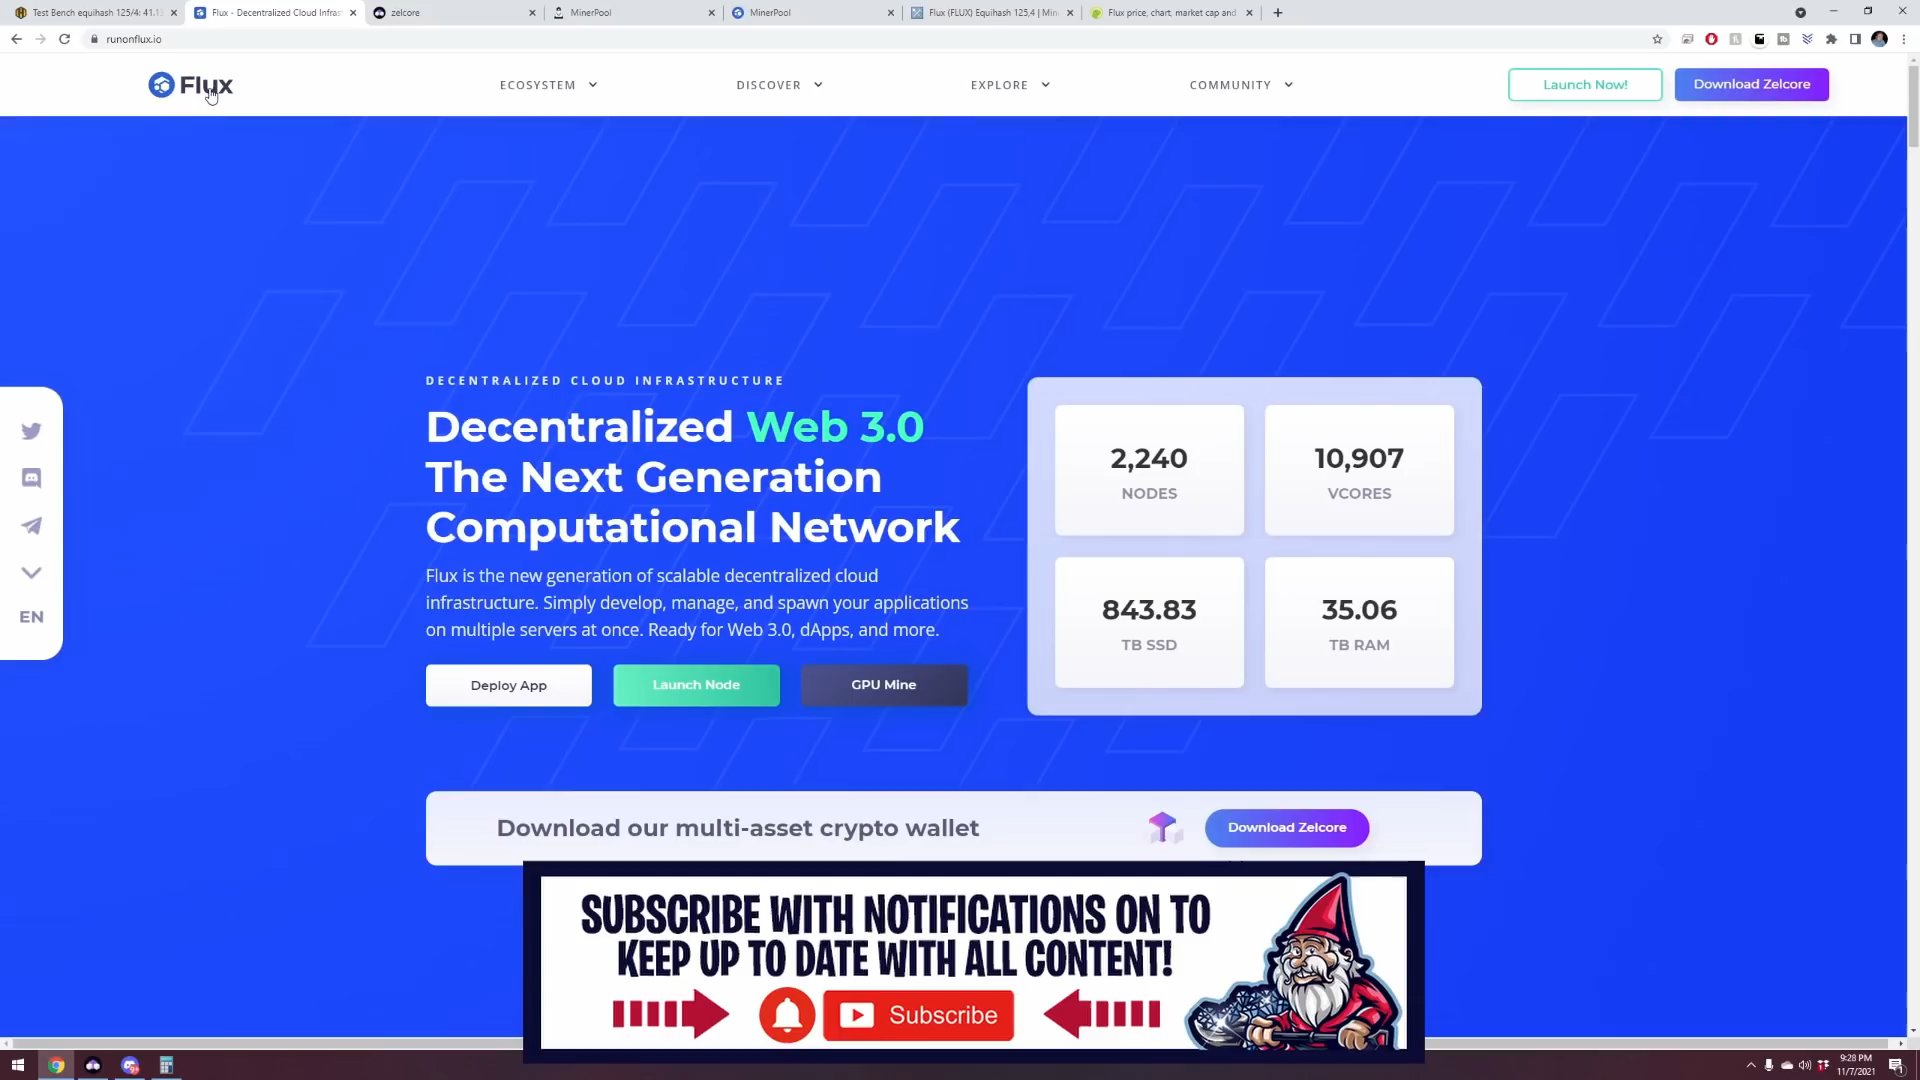 Test Bench equihash 125/4: 41.1
Flux - Decentralized Cloud Infras
zelcore
MinerPool
MinerPool
Flux (FLUX) Equihash 125,4 | Min
Flux price, chart, market cap and
runonflux.io
Flux
ECOSYSTEM
DISCOVER
EXPLORE
COMMUNITY
Launch Now!
Download Zelcore
DECENTRALIZED CLOUD INFRASTRUCTURE
Decentralized Web 3.0
The Next Generation
Computational Network
Flux is the new generation of scalable decentralized cloud
infrastructure. Simply develop, manage, and spawn your applications
on multiple servers at once. Ready for Web 3.0, dApps, and more.
Deploy App
Launch Node
GPU Mine
2,240
NODES
10,907
VCORES
843.83
TB SSD
35.06
TB RAM
EN
Download our multi-asset crypto wallet
Download Zelcore
SUBSCRIBE WITH NOTIFICATIONS ON TO
KEEP UP TO DATE WITH ALL CONTENT!
Subscribe
9:28 PM
11/7/2021